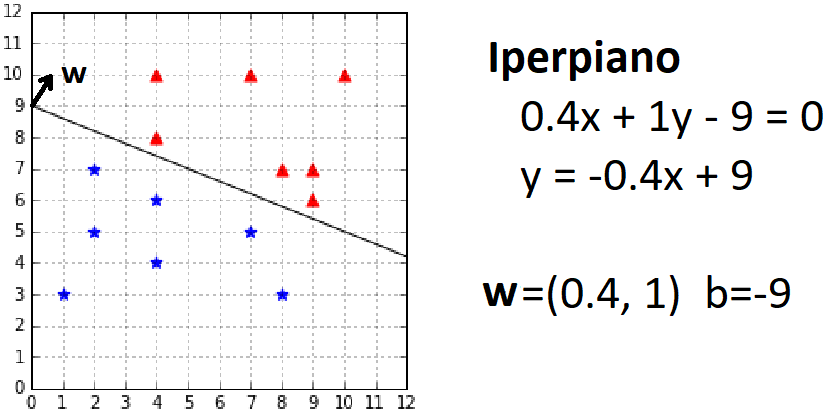 12
11
10
9
8
7
6
5
4
3
2
1
0
w
0 1 2 3 4 5 6 7 8 9 10 11 12
Iperpiano
0.4x + 1y - 9 = 0
y = -0.4x + 9
w=(0.4, 1) b=-9